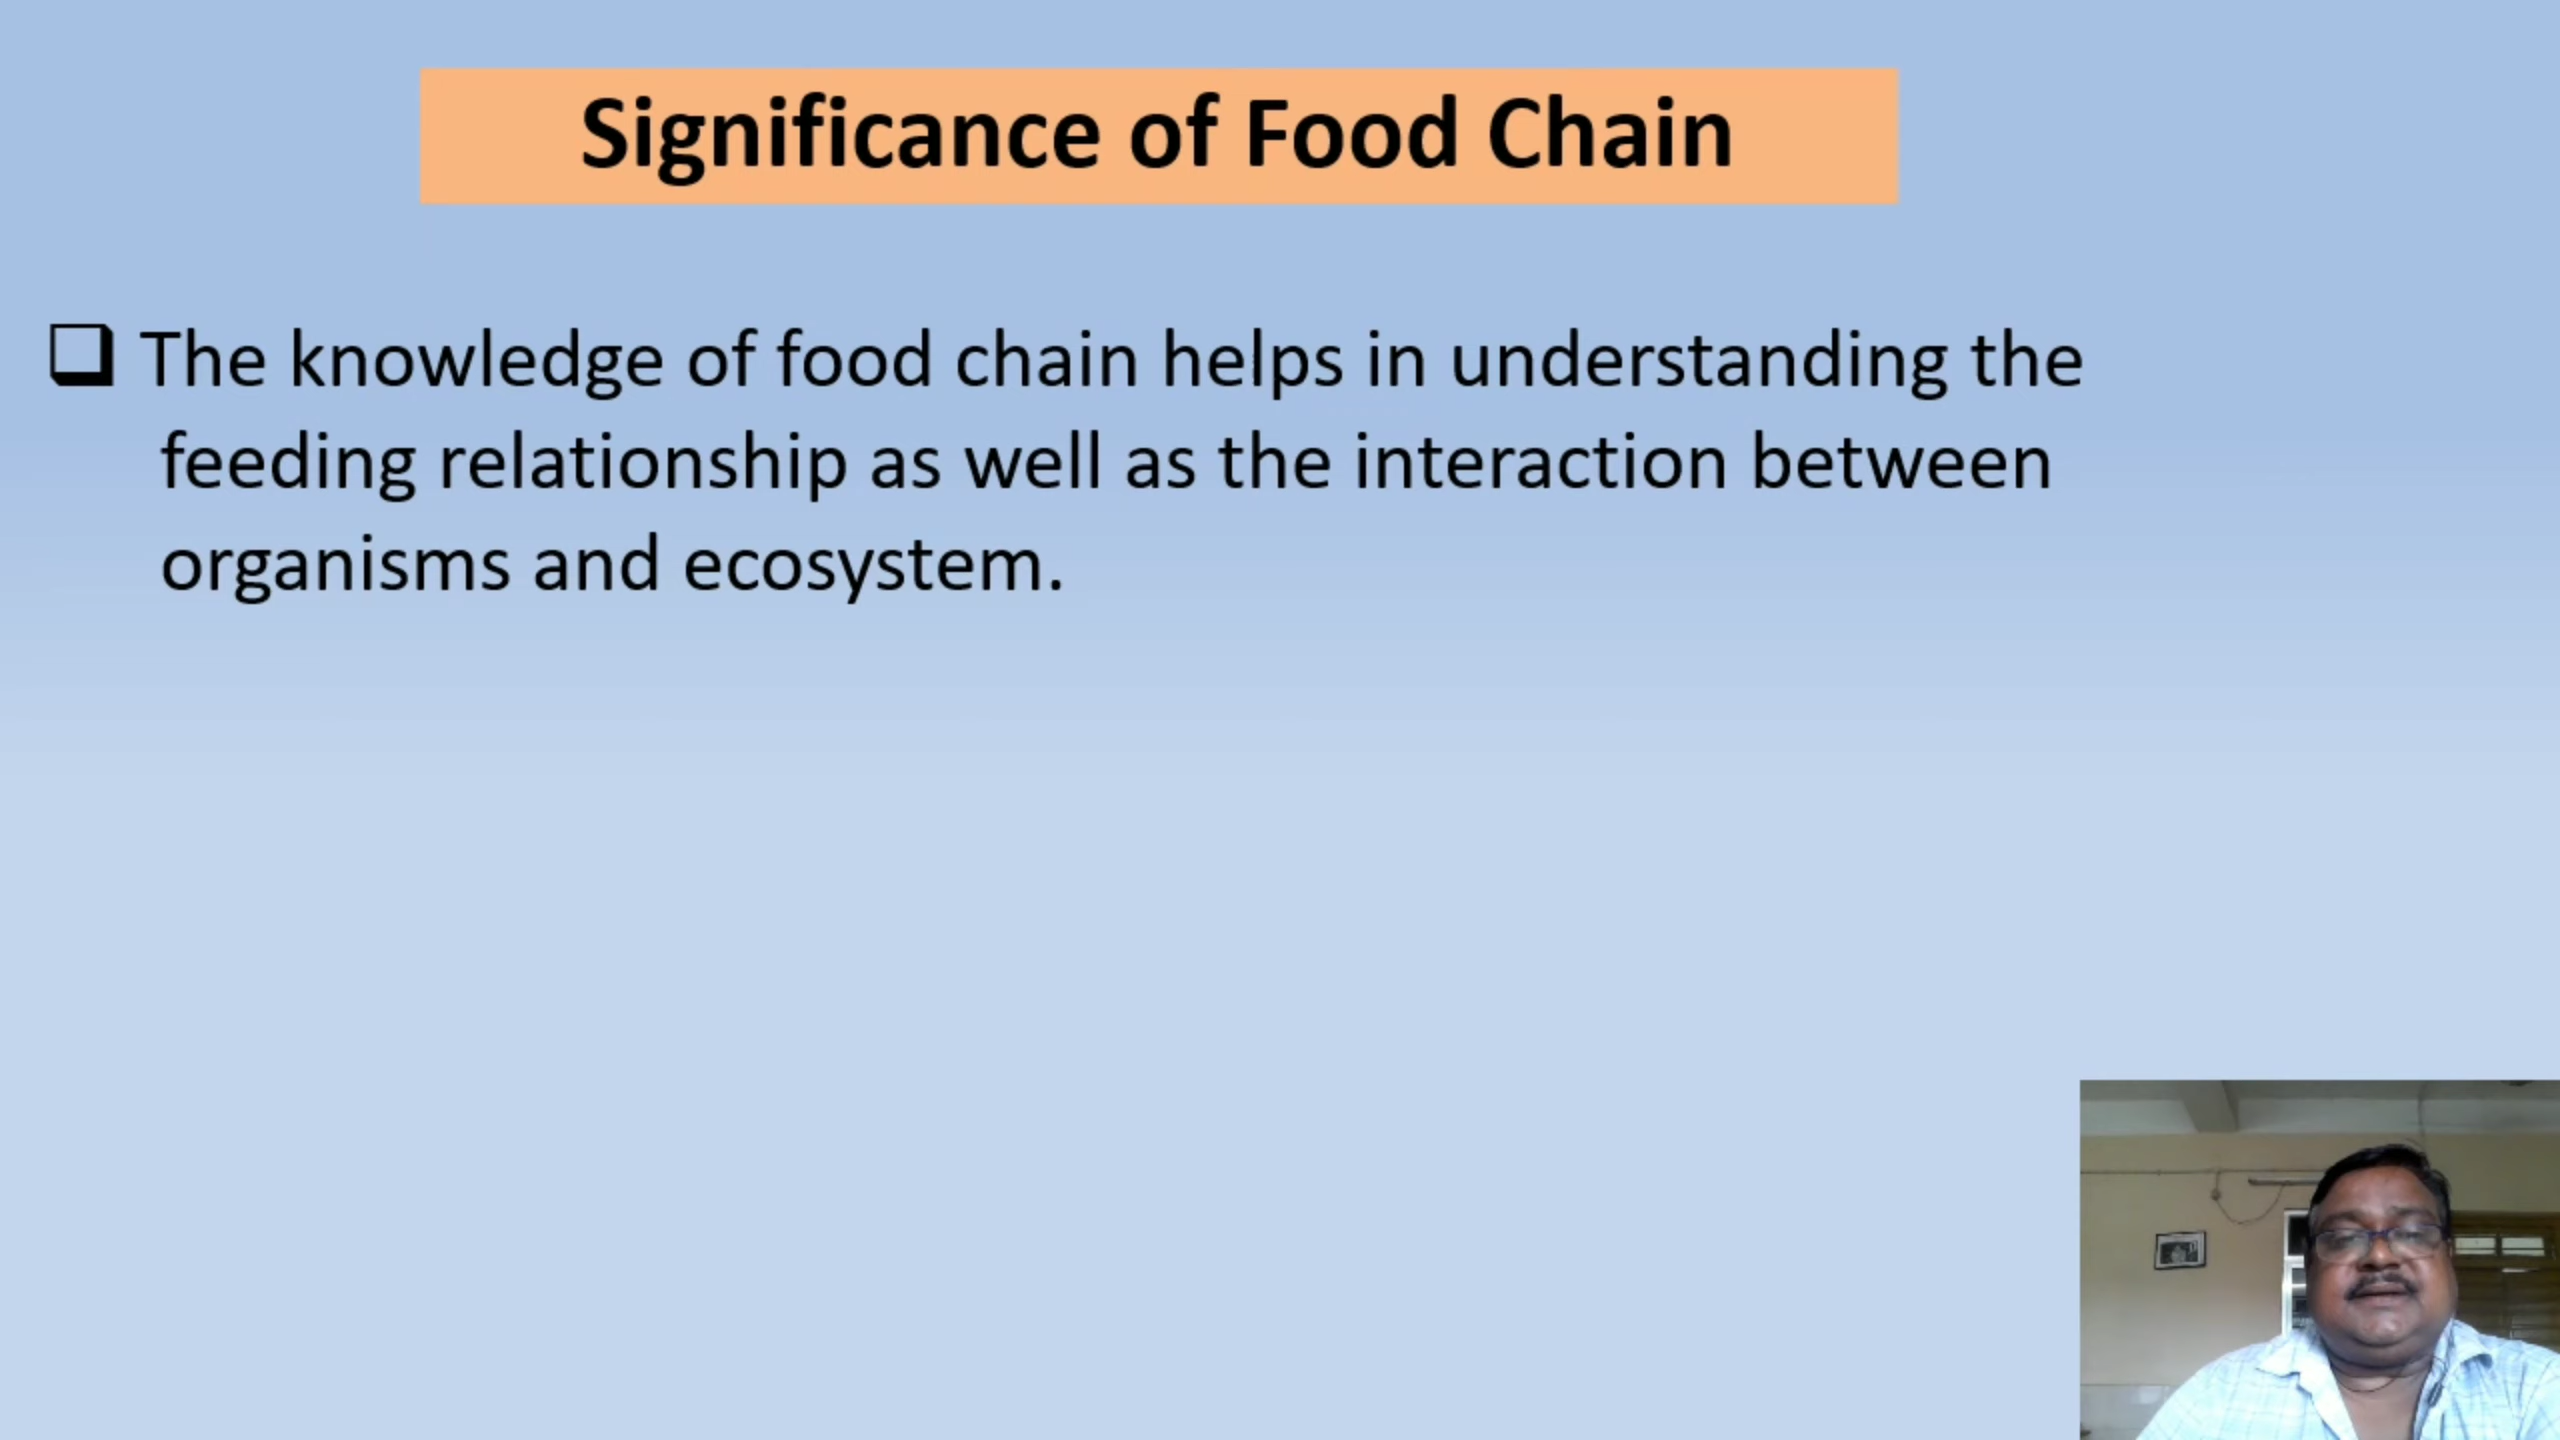 Significance of Food Chain
❑ The knowledge of food chain helps in understanding the
feeding relationship as well as the interaction between
organisms and ecosystem.